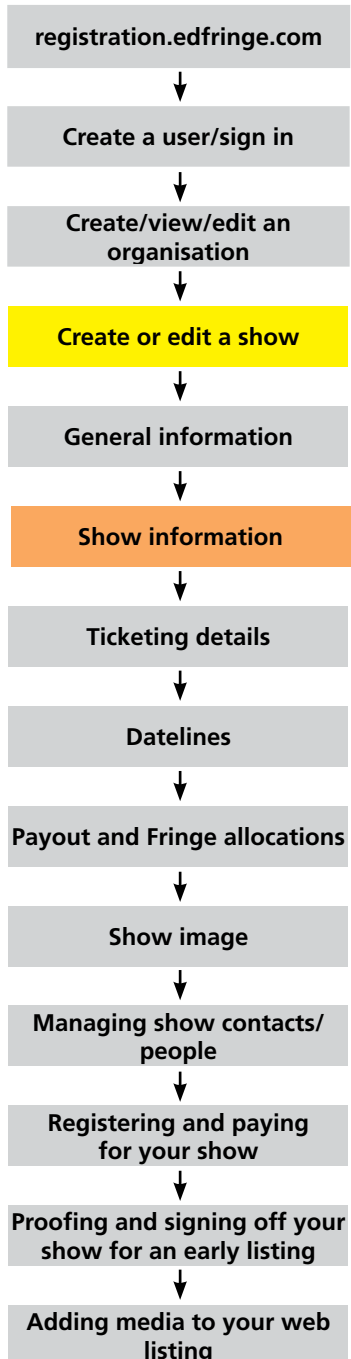 registration.edfringe.com
Create a user/sign in
Create/view/edit an
organisation
Create or edit a show
General information
Show information
Ticketing details
Datelines
Payout and Fringe allocations
Show image
Managing show contacts/
people
Registering and paying
for your show
Proofing and signing off your
show for an early listing
Adding media to your web
listing